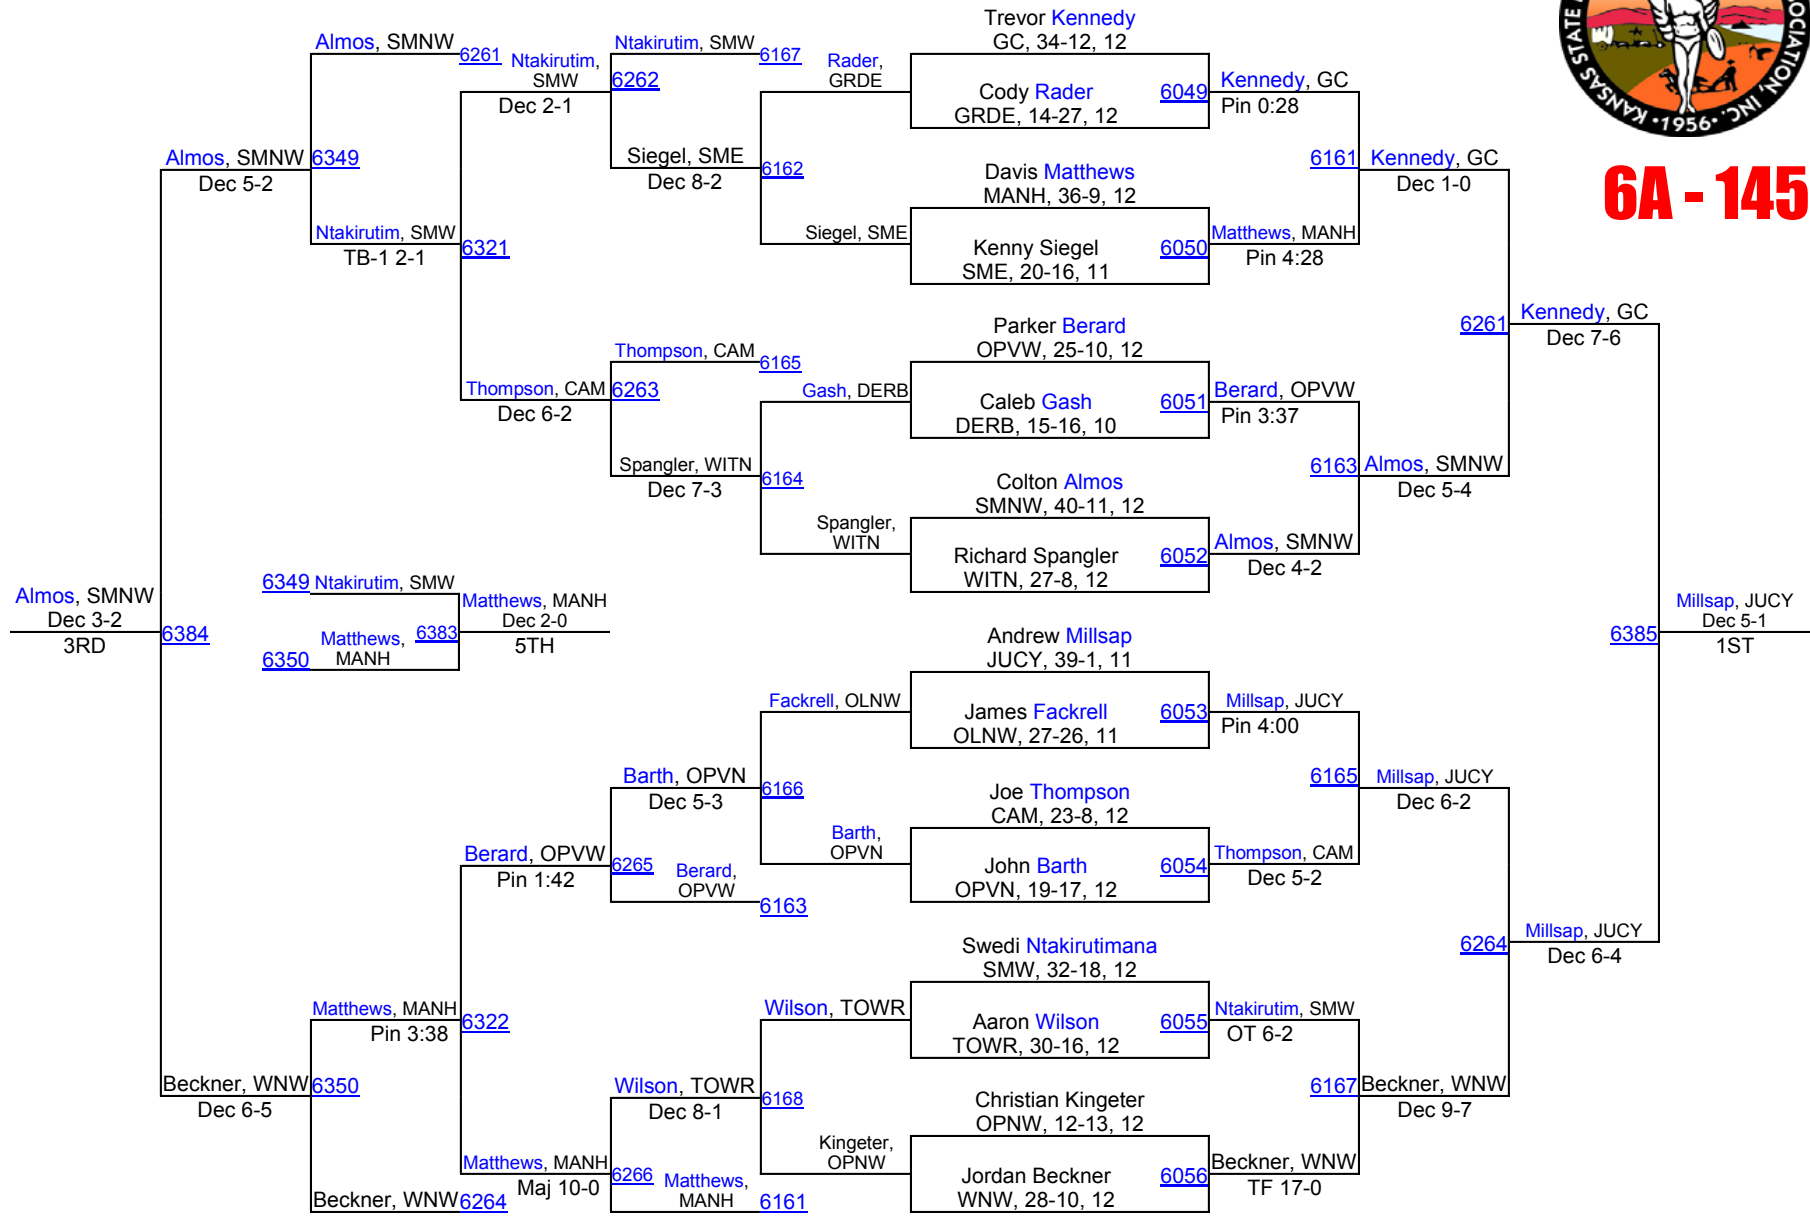 KANSAS STATE
OCIATION, INC.
•1956•
6A - 145
Trevor Kennedy
GC, 34-12, 12
Cody Rader
GRDE, 14-27, 12
6049
Davis Matthews
MANH, 36-9, 12
Kenny Siegel
SME, 20-16, 11
6050
Parker Berard
OPVW, 25-10, 12
Caleb Gash
DERB, 15-16, 10
6051
Colton Almos
SMNW, 40-11, 12
Richard Spangler
WITN, 27-8, 12
6052
Andrew Millsap
JUCY, 39-1, 11
James Fackrell
OLNW, 27-26, 11
6053
Joe Thompson
CAM, 23-8, 12
John Barth
OPVN, 19-17, 12
6054
Swedi Ntakirutimana
SMW, 32-18, 12
Aaron Wilson
TOWR, 30-16, 12
6055
Christian Kingeter
OPNW, 12-13, 12
Jordan Beckner
WNW, 28-10, 12
6056
Kennedy, GC
Pin 0:28
6161
Matthews, MANH
Pin 4:28
Berard, OPVW
Pin 3:37
6163
Almos, SMNW
Dec 4-2
Millsap, JUCY
Pin 4:00
6165
Thompson, CAM
Dec 5-2
Ntakirutim, SMW
OT 6-2
6167
Beckner, WNW
TF 17-0
Kennedy, GC
Dec 1-0
6261
Almos, SMNW
Dec 5-4
Millsap, JUCY
Dec 6-2
6264
Beckner, WNW
Dec 9-7
Kennedy, GC
Dec 7-6
6385
Millsap, JUCY
Dec 6-4
Millsap, JUCY
Dec 5-1
1ST
Rader,
GRDE
6162
Siegel, SME
Gash, DERB
6164
Spangler,
WITN
Fackrell, OLNW
6166
Barth,
OPVN
Wilson, TOWR
6168
Kingeter,
OPNW
Ntakirutim, SMW
6167
6262
Siegel, SME
Dec 8-2
Thompson, CAM
6165
6263
Spangler, WITN
Dec 7-3
Barth, OPVN
Dec 5-3
6265
Berard,
OPVW
6163
Wilson, TOWR
Dec 8-1
6266
Matthews,
MANH
6161
Ntakirutim,
SMW
Dec 2-1
6321
Thompson, CAM
Dec 6-2
Berard, OPVW
Pin 1:42
6322
Matthews, MANH
Maj 10-0
Almos, SMNW
6261
6349
Ntakirutim, SMW
TB-1 2-1
Matthews, MANH
Pin 3:38
6350
Beckner, WNW
6264
Almos, SMNW
Dec 5-2
6384
Beckner, WNW
Dec 6-5
Almos, SMNW
Dec 3-2
3RD
6349
Ntakirutim, SMW
6383
6350
Matthews,
MANH
Matthews, MANH
Dec 2-0
5TH